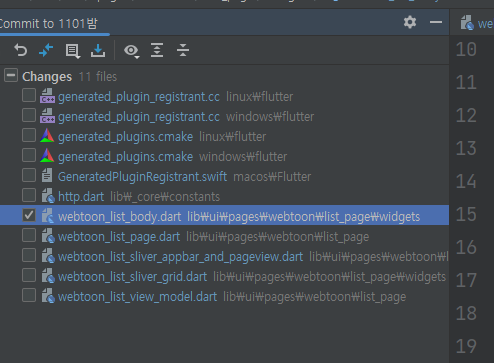 Commit to 1101밤
we
Changes 11 files
generated_plugin_registrant.cc linux₩flutter
generated_plugin_registrant.cc windows₩flutter
generated_plugins.cmake linux₩flutter
generated_plugins.cmake windows₩flutter
GeneratedPluginRegistrant.swift macos₩Flutter
http.dart lib₩_core₩constants
webtoon_list_body.dart lib₩ui₩pages₩webtoon₩list_page₩widgets
webtoon_list_page.dart lib₩ui₩pages₩webtoon₩list_page
webtoon_list_sliver_appbar_and_pageview.dart lib₩ui₩pages₩webtoon₩l
webtoon_list_sliver_grid.dart lib₩ui₩pages₩webtoon₩list_page₩widgets
webtoon_list_view_model.dart lib₩ui₩pages₩webtoon₩list_page
10
11
12
13
14
15
16
17
18
19